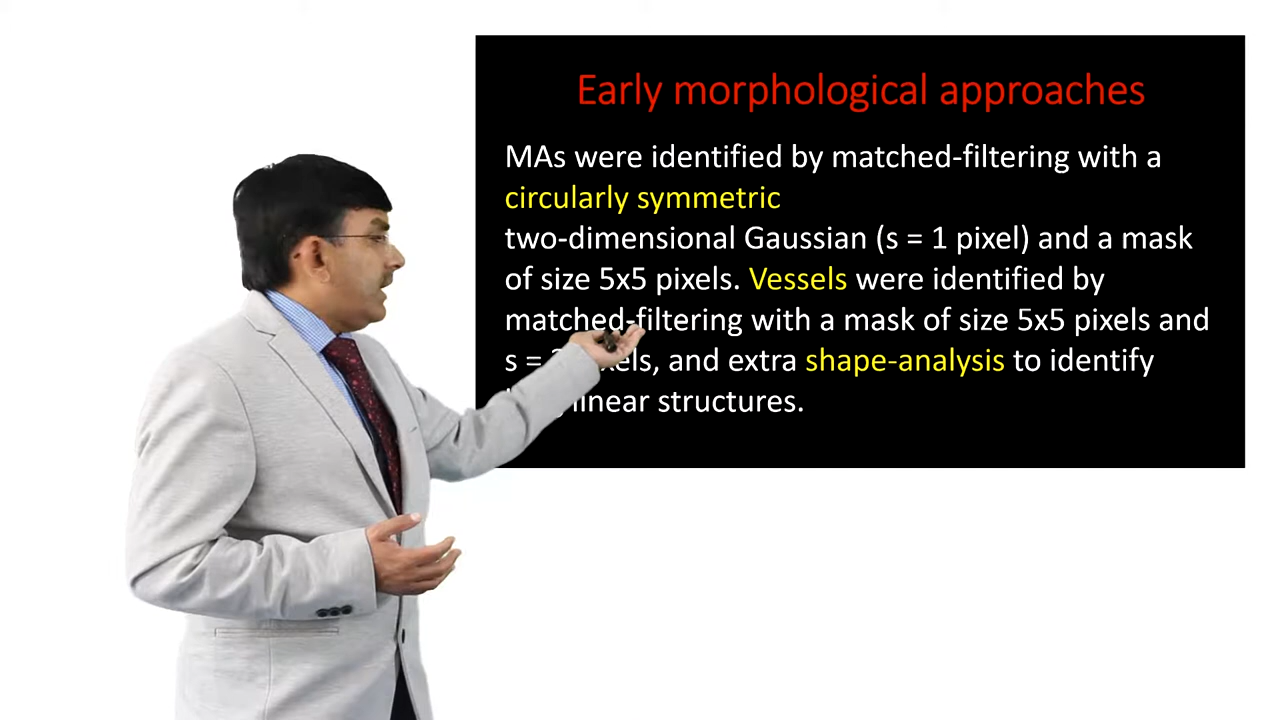 Early morphological approaches
MAs were identified by matched-filtering with a
circularly symmetric
two-dimensional Gaussian (s = 1 pixel) and a mask
of size 5x5 pixels. Vessels were identified by
matched-filtering with a mask of size 5x5 pixels and
s = and extra shape-analysis to identify
linear structures.